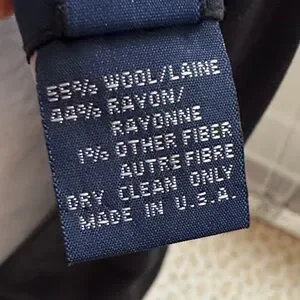 55% WOOL/LAINE
44% RAYON/
RAYONNE
1% OTHER FIBER
AUTRE FIBRE
DRY CLEAN ONLY
MADE IN U.S.A.